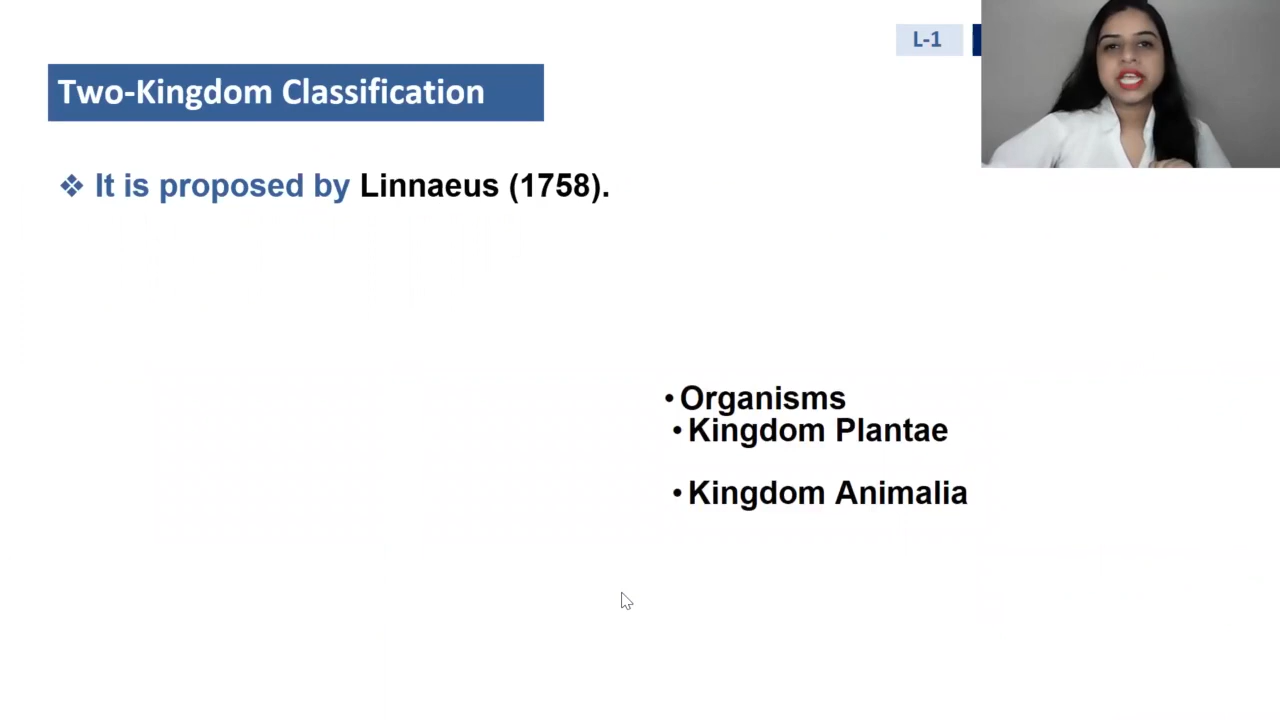 L-1
Two-Kingdom Classification
❖ It is proposed by Linnaeus (1758).
• Organisms
• Kingdom Plantae
• Kingdom Animalia